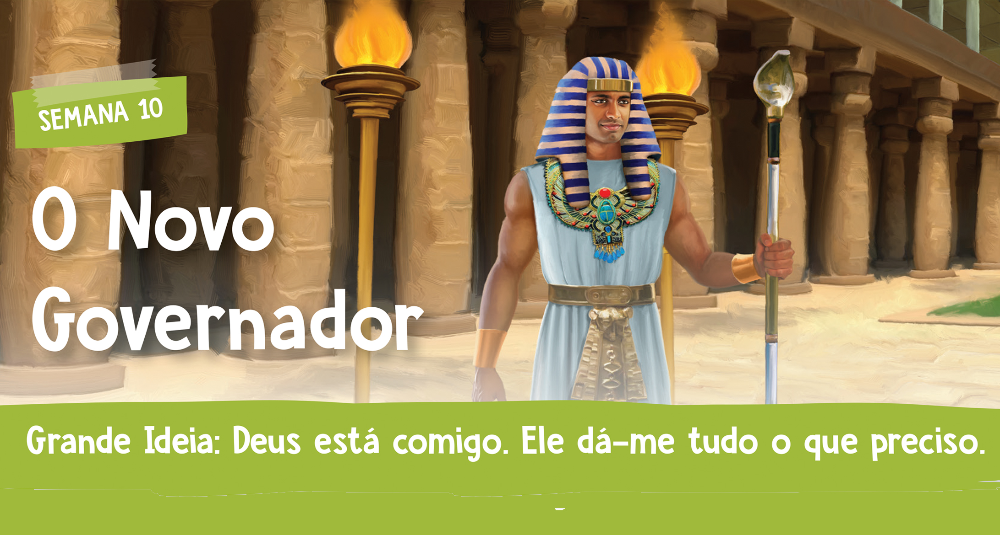 SEMANA 10
O Novo
Governador
Grande Ideia: Deus está comigo. Ele dá-me tudo o que preciso.